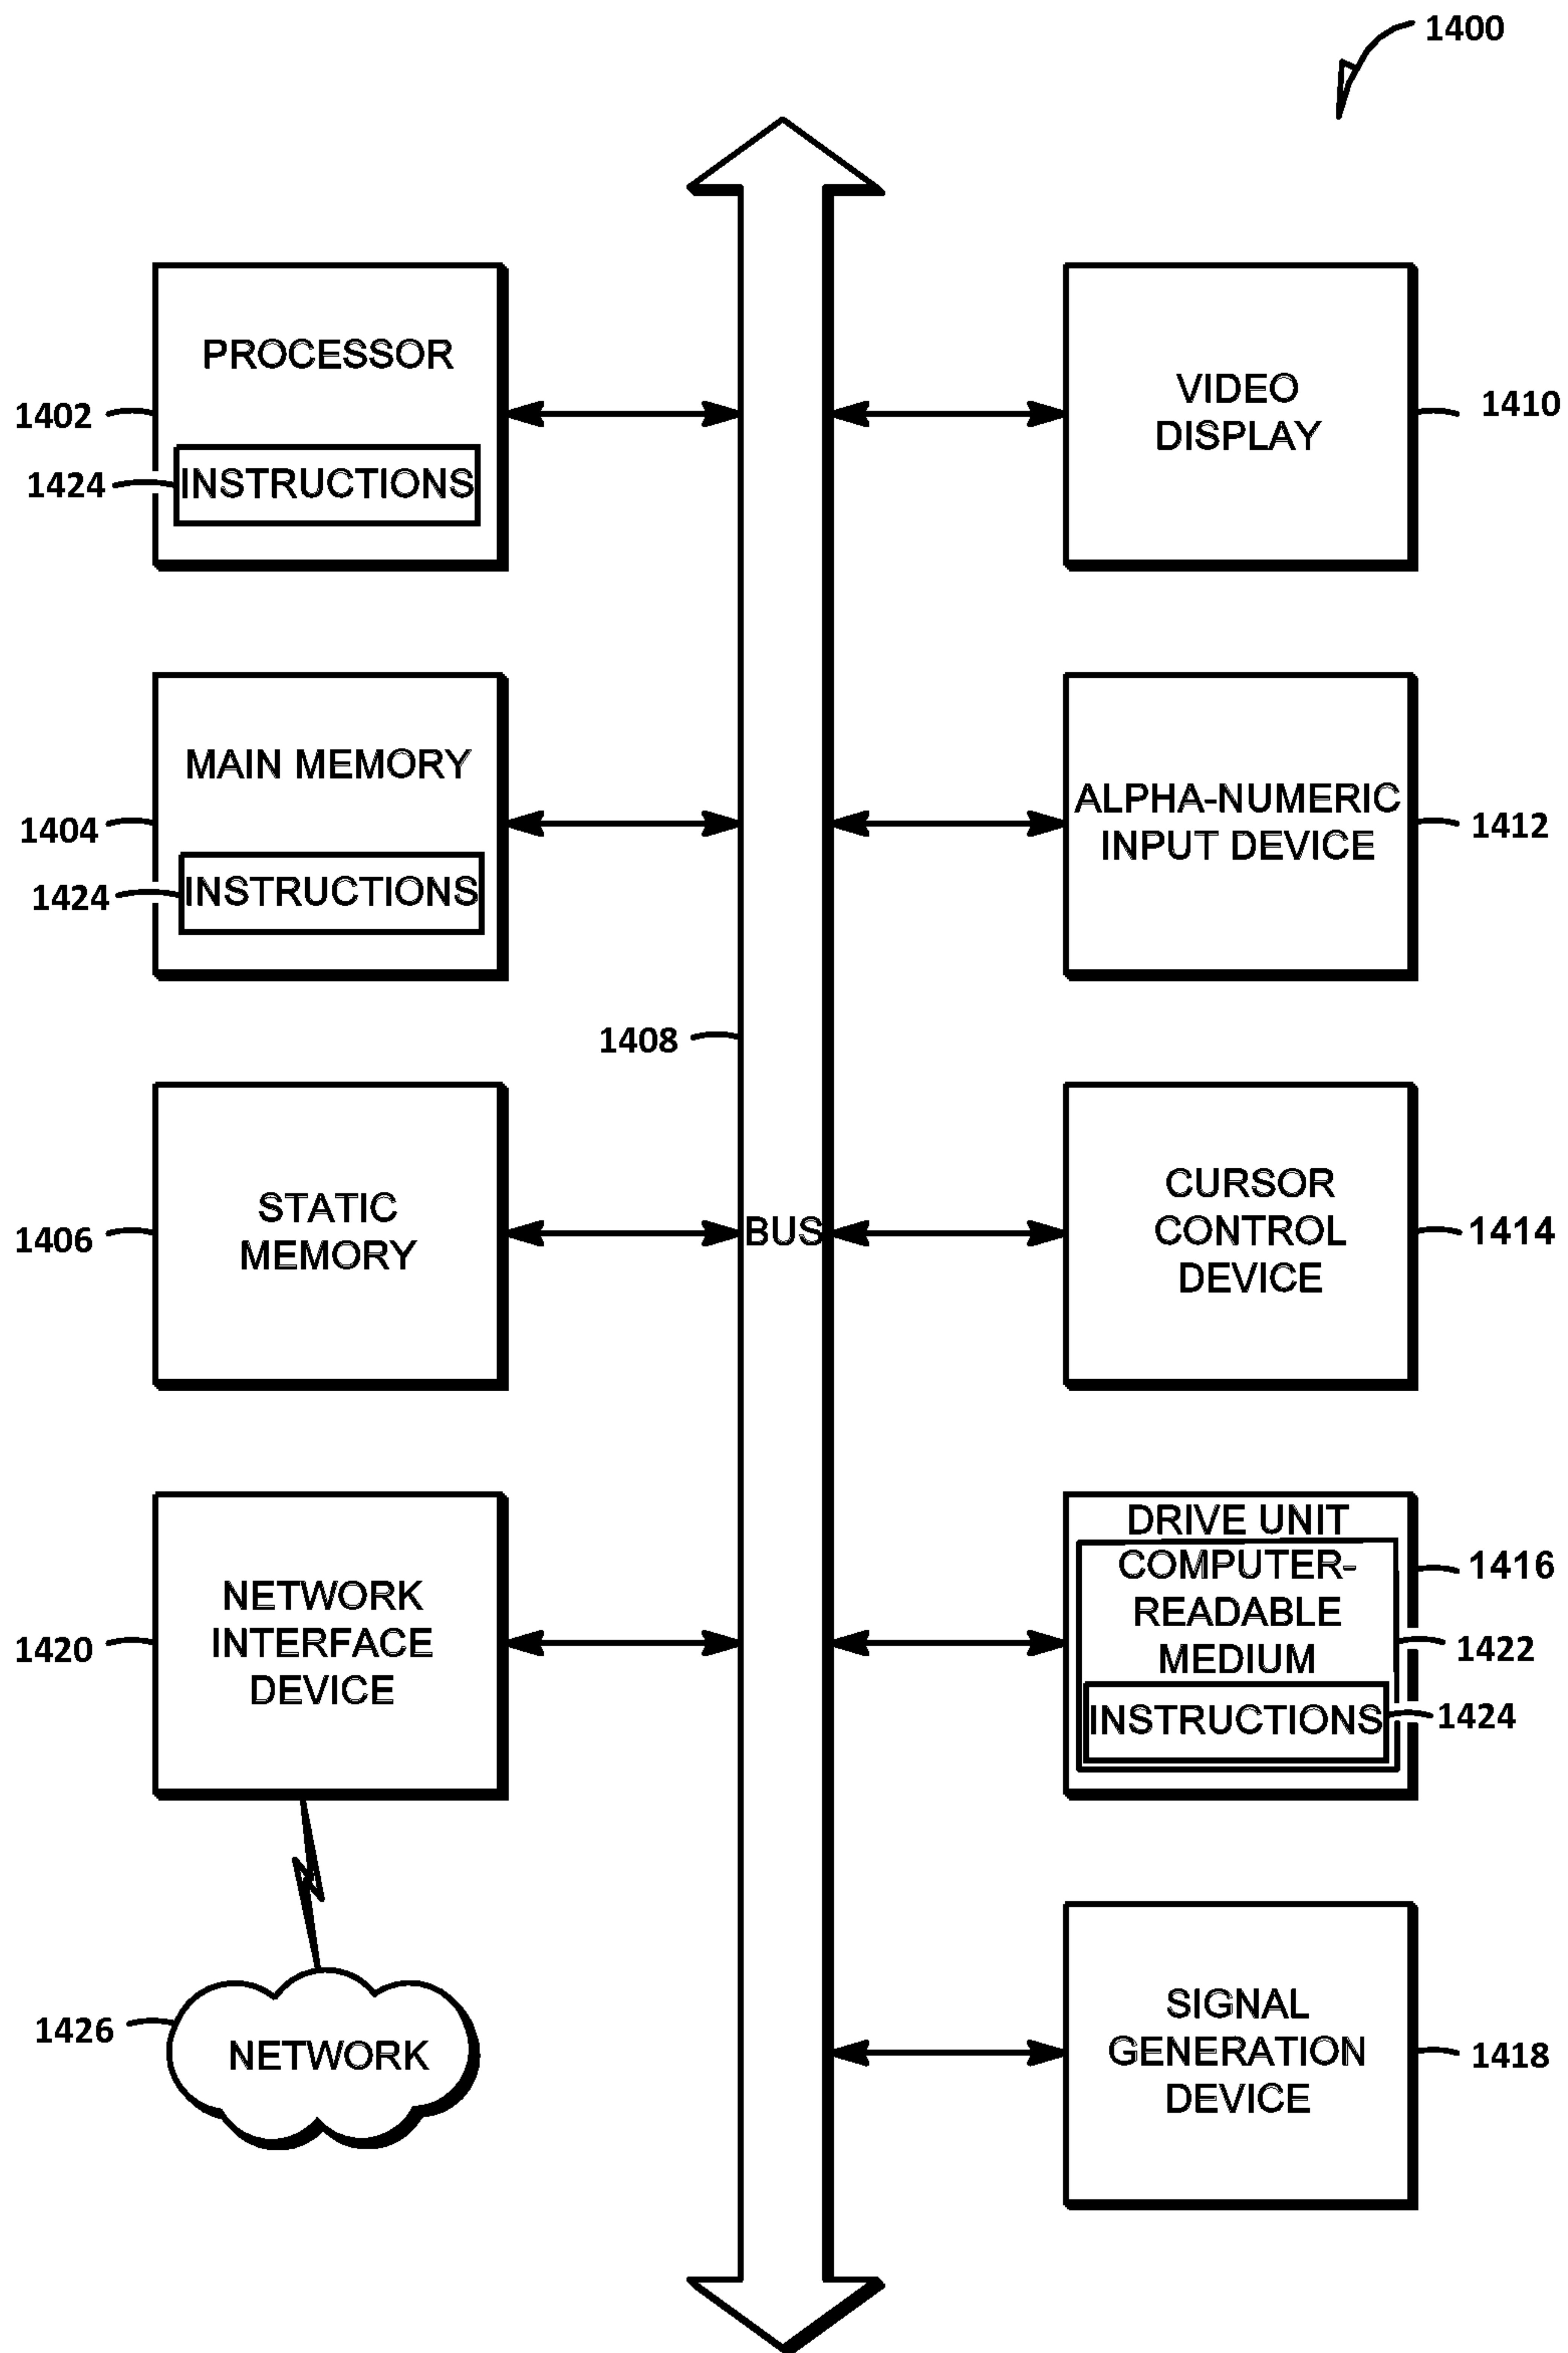 1400
PROCESSOR
1402
1424
INSTRUCTIONS
VIDEO
DISPLAY
1410
MAIN MEMORY
1404
1424
INSTRUCTIONS
ALPHA-NUMERIC
INPUT DEVICE
1412
1408
STATIC
MEMORY
1406
BUS
CURSOR
CONTROL
DEVICE
1414
NETWORK
INTERFACE
DEVICE
1420
DRIVE UNIT
COMPUTER-
READABLE
MEDIUM
INSTRUCTIONS
1416
1422
1424
1426
NETWORK
SIGNAL
GENERATION
DEVICE
1418